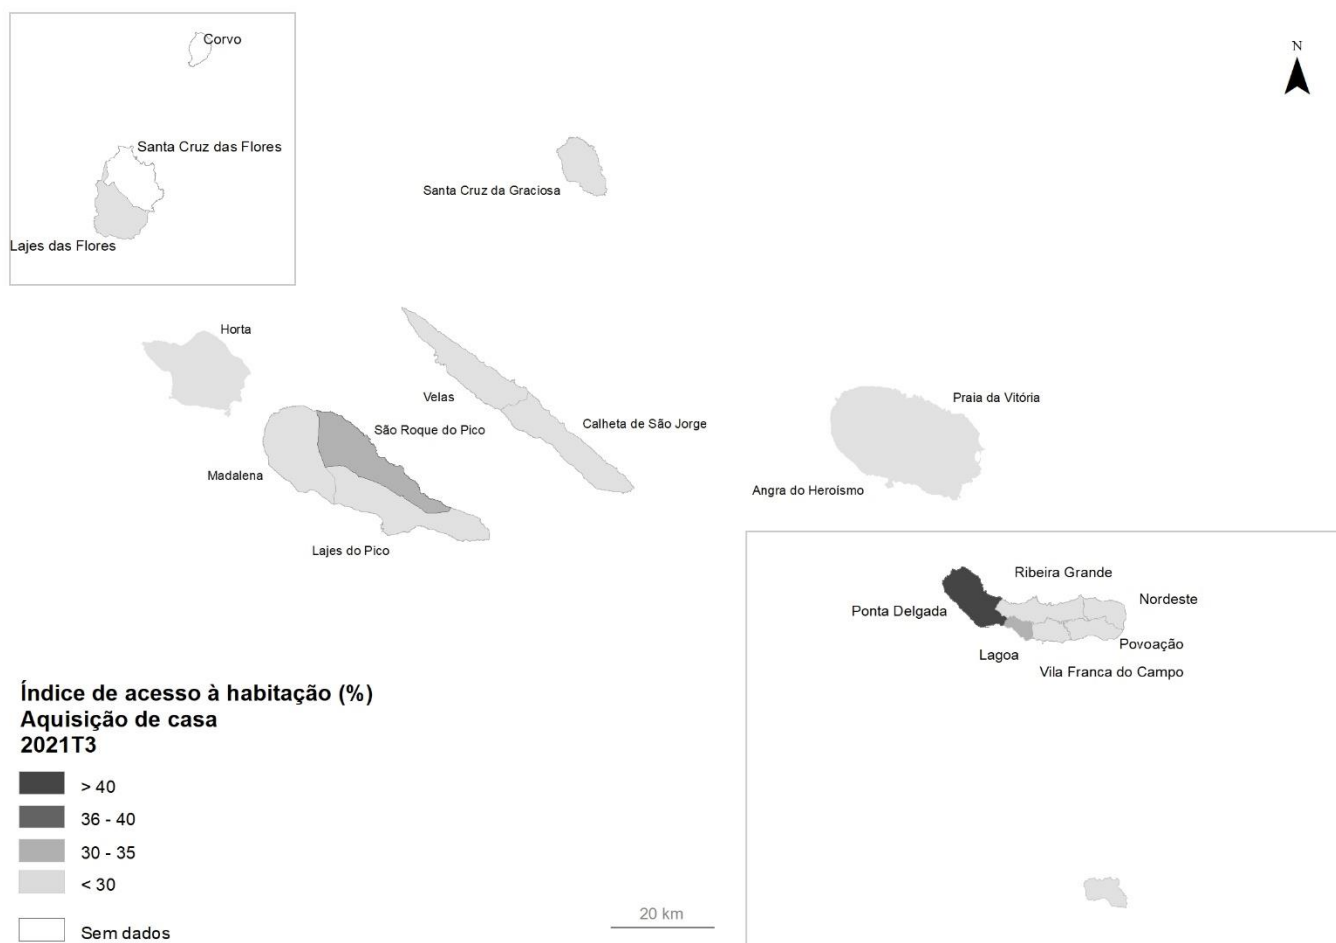 Corvo
N
Santa Cruz das Flores
Santa Cruz da Graciosa
Lajes das Flores
Horta
Velas
Praia da Vitória
São Roque do Pico
Calheta de São Jorge
Madalena
Angra do Heroísmo
Lajes do Pico
Ribeira Grande
Nordeste
Ponta Delgada
Povoação
Lagoa
Vila Franca do Campo
Índice de acesso à habitação (%)
Aquisição de casa
2021T3
> 40
36 - 40
30 - 35
< 30
Sem dados
20 km